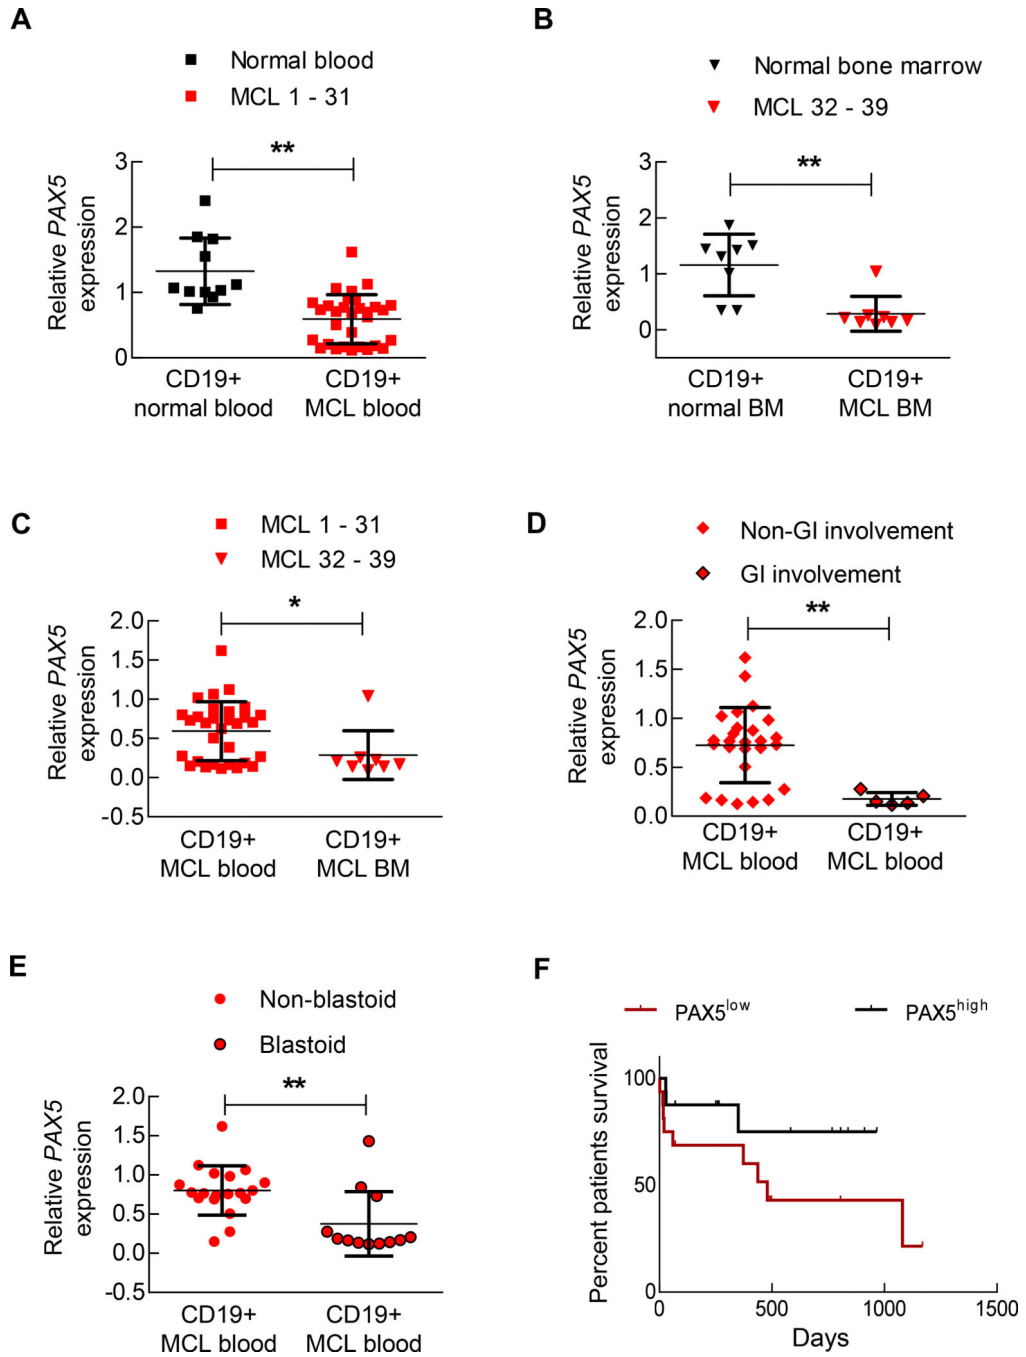 A
Normal blood
MCL 1 - 31
**
Relative PAX5
expression
3
2
1
0
CD19+
normal blood
CD19+
MCL blood
B
Normal bone marrow
MCL 32 - 39
**
Relative PAX5
expression
3
2
1
0
CD19+
normal BM
CD19+
MCL BM
C
MCL 1 - 31
MCL 32 - 39
*
Relative PAX5
expression
2.0
1.5
1.0
0.5
0.0
-0.5
CD19+
MCL blood
CD19+
MCL BM
D
Non-GI involvement
GI involvement
**
Relative PAX5
expression
2.0
1.5
1.0
0.5
0.0
CD19+
MCL blood
CD19+
MCL blood
E
Non-blastoid
Blastoid
**
Relative PAX5
expression
2.0
1.5
1.0
0.5
0.0
-0.5
CD19+
MCL blood
CD19+
MCL blood
F
PAX5low
PAX5high
Percent patients survival
100
50
0
0
500
1000
1500
Days